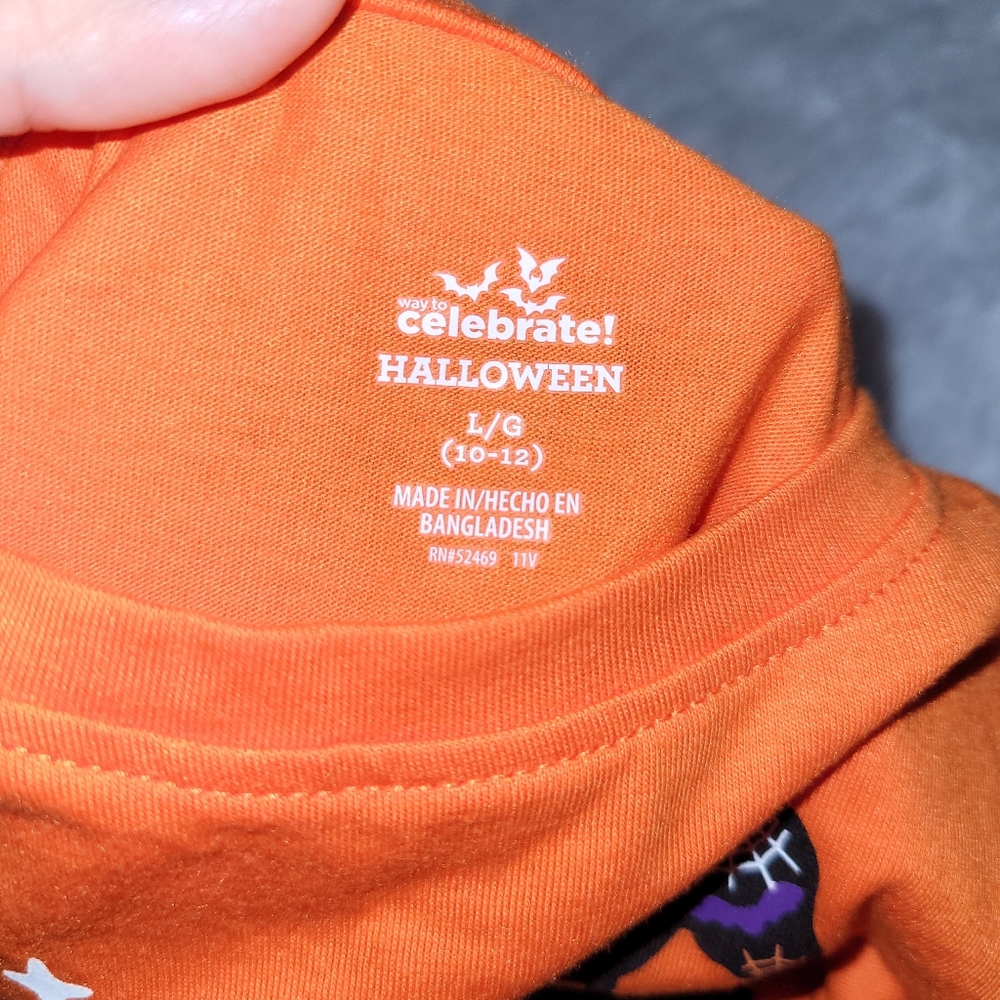 way to
celebrate!
HALLOWEEN
L/G
(10-12)
MADE IN/HECHO EN
BANGLADESH
RN#52469 11V